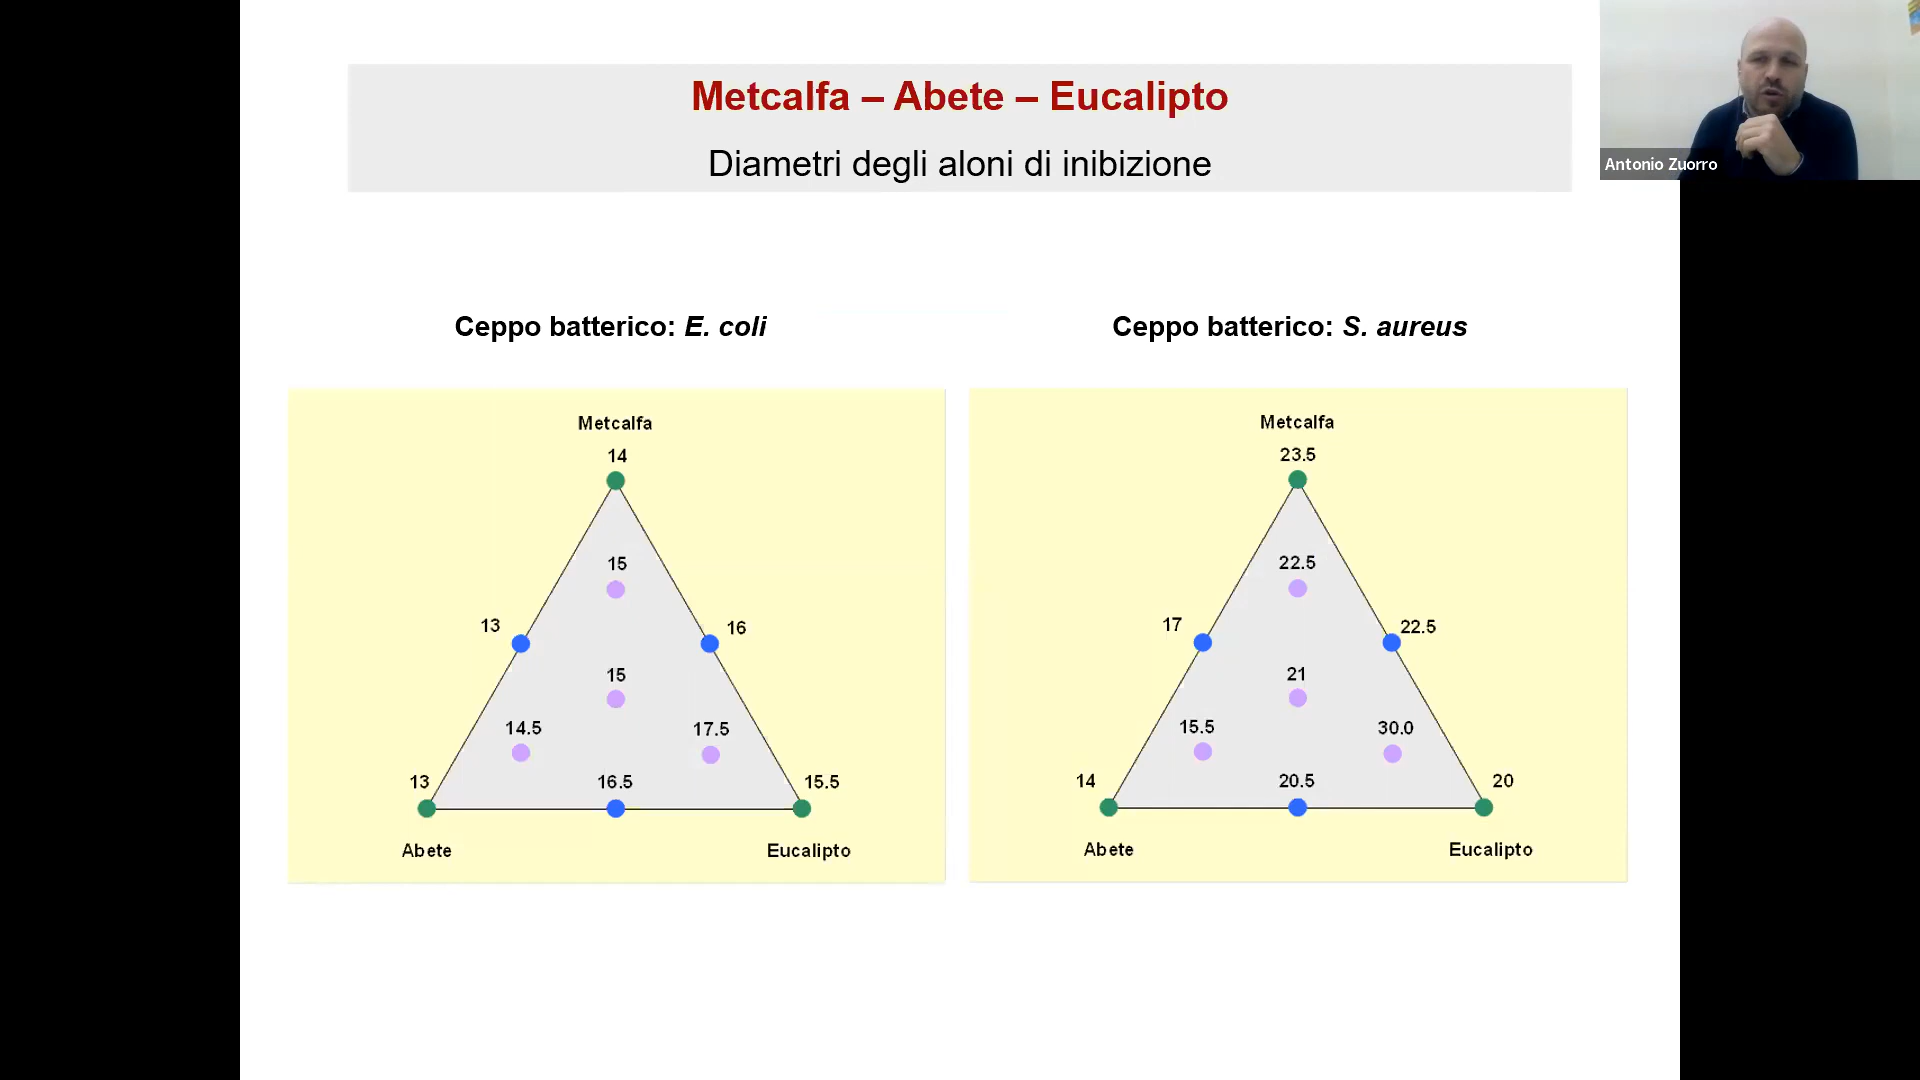 Metcalfa – Abete – Eucalipto
Diametri degli aloni di inibizione
Antonio Zuorro
Ceppo batterico: E. coli
Metcalfa
14
15
13
16
15
14.5
17.5
13
16.5
15.5
Abete
Eucalipto
Ceppo batterico: S. aureus
Metcalfa
23.5
22.5
17
22.5
21
15.5
30.0
14
20.5
20
Abete
Eucalipto